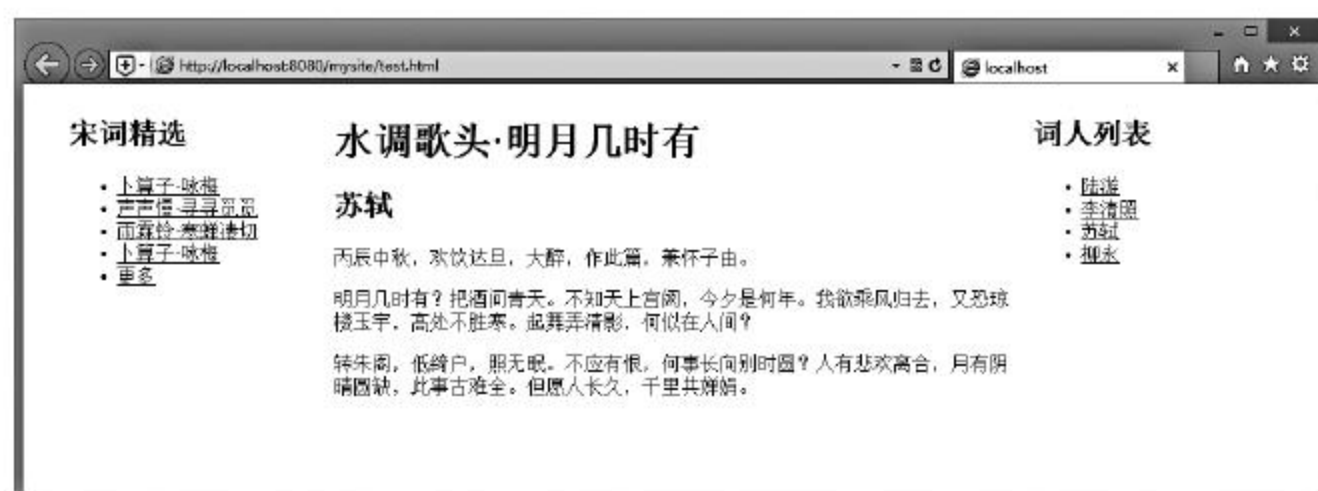 http://localhost:8080/mysite/test.html
localhost
宋词精选
• 卜算子·咏梅
• 声声慢·寻寻觅觅
• 雨霖铃·寒蝉凄切
• 卜算子·咏梅
• 更多
水调歌头·明月几时有
苏轼
丙辰中秋，欢饮达旦，大醉，作此篇，兼怀子由。
明月几时有？把酒问青天。不知天上宫阙，今夕是何年。我欲乘风归去，又恐琼
楼玉宇，高处不胜寒。起舞弄清影，何似在人间？
转朱阁，低绮户，照无眠。不应有恨，何事长向别时圆？人有悲欢离合，月有阴
晴圆缺，此事古难全。但愿人长久，千里共婵娟。
词人列表
• 陆游
• 李清照
• 苏轼
• 柳永